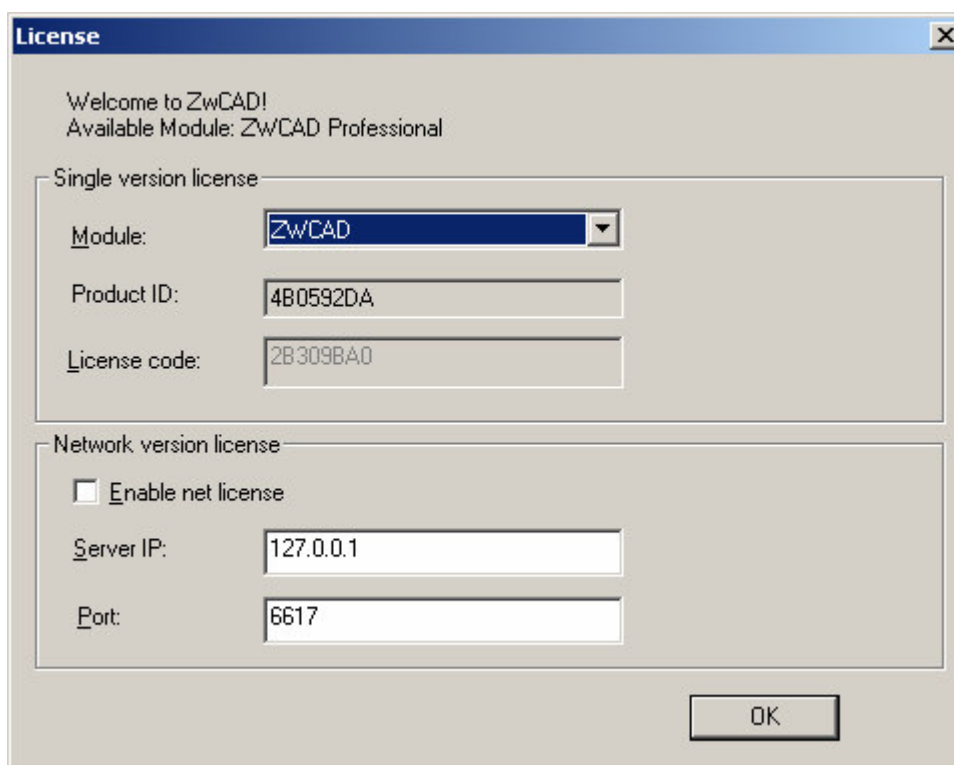 License
Welcome to ZwCAD!
Available Module: ZWCAD Professional
Single version license
Module: ZWCAD
Product ID: 4B0592DA
License code: 2B309BA0
Network version license
Enable net license
Server IP: 127.0.0.1
Port: 6617
OK